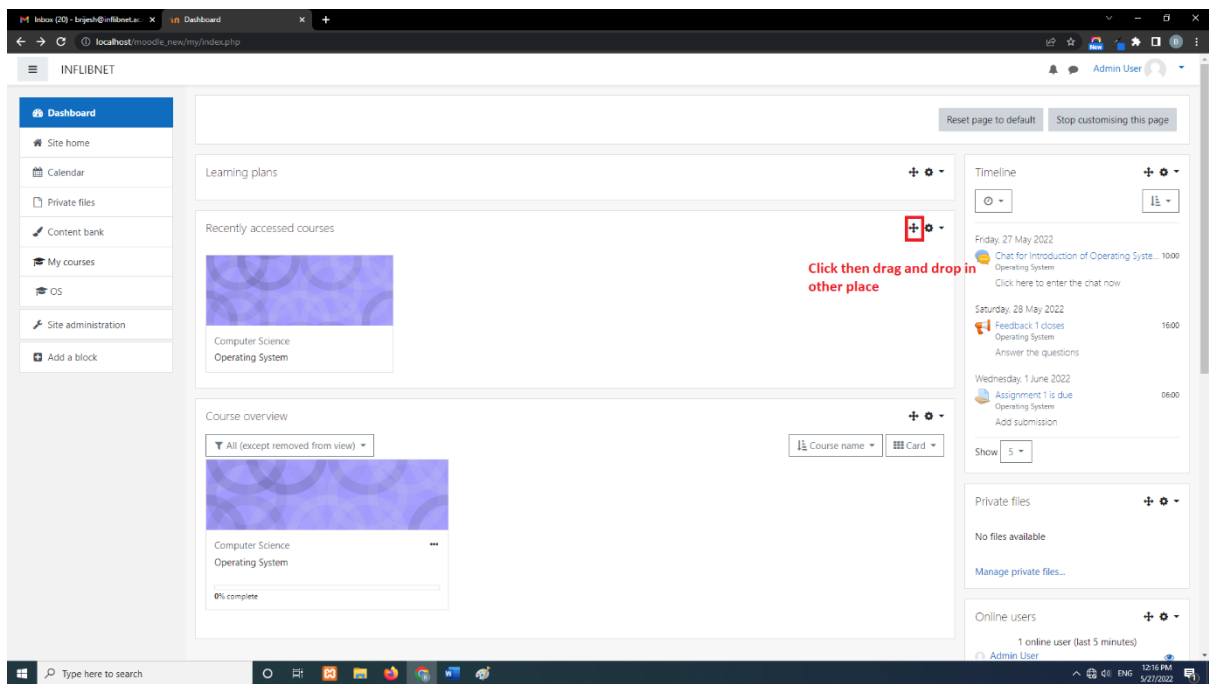 Inbox (20) - brijesh@inflibnet.ac. X
Dashboard
localhost/moodle_new/my/index.php
New
B
INFLIBNET
Admin User
Dashboard
Site home
Calendar
Private files
Content bank
My courses
OS
Site administration
Add a block
Reset page to default
Stop customising this page
Learning plans
Recently accessed courses
Click then drag and drop in
other place
Computer Science
Operating System
Course overview
All (except removed from view)
Course name
Card
Computer Science
Operating System
0% complete
Timeline
Friday, 27 May 2022
Chat for Introduction of Operating Syste... 10:00
Operating System
Click here to enter the chat now
Saturday, 28 May 2022
Feedback 1 closes 16:00
Operating System
Answer the questions
Wednesday, 1 June 2022
Assignment 1 is due 06:00
Operating System
Add submission
Show 5
Private files
No files available
Manage private files...
Online users
1 online user (last 5 minutes)
Admin User
Type here to search
ENG
12:16 PM
5/27/2022